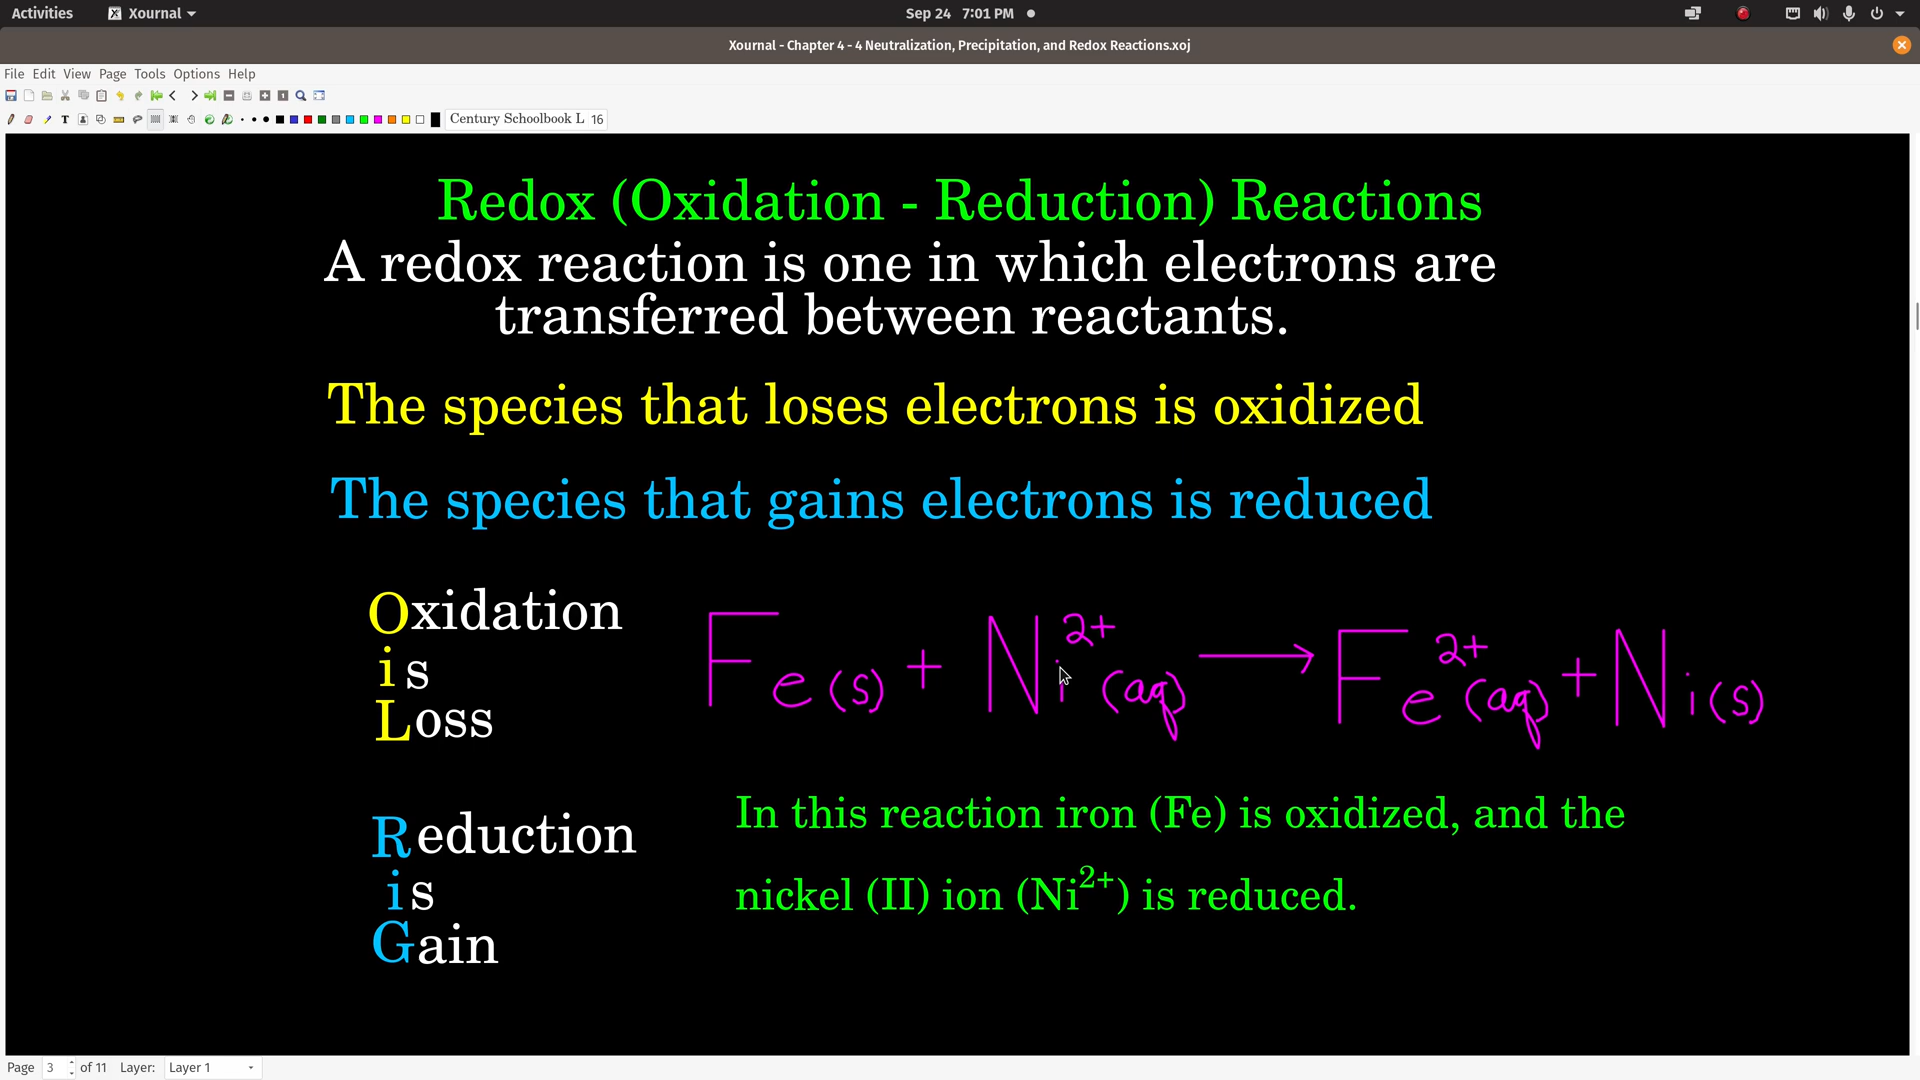 Activities Xournal Sep 24 7:01 PM
Xournal - Chapter 4 - 4 Neutralization, Precipitation, and Redox Reactions.xoj
File Edit View Page Tools Options Help
Century Schoolbook L 16
Redox (Oxidation - Reduction) Reactions
A redox reaction is one in which electrons are
transferred between reactants.
The species that loses electrons is oxidized
The species that gains electrons is reduced
Oxidation
is
Loss
Fe(s) + Ni²⁺(aq) → Fe²⁺(aq) + Ni(s)
Reduction
is
Gain
In this reaction iron (Fe) is oxidized, and the
nickel (II) ion (Ni²⁺) is reduced.
Page 3 of 11 Layer: Layer 1